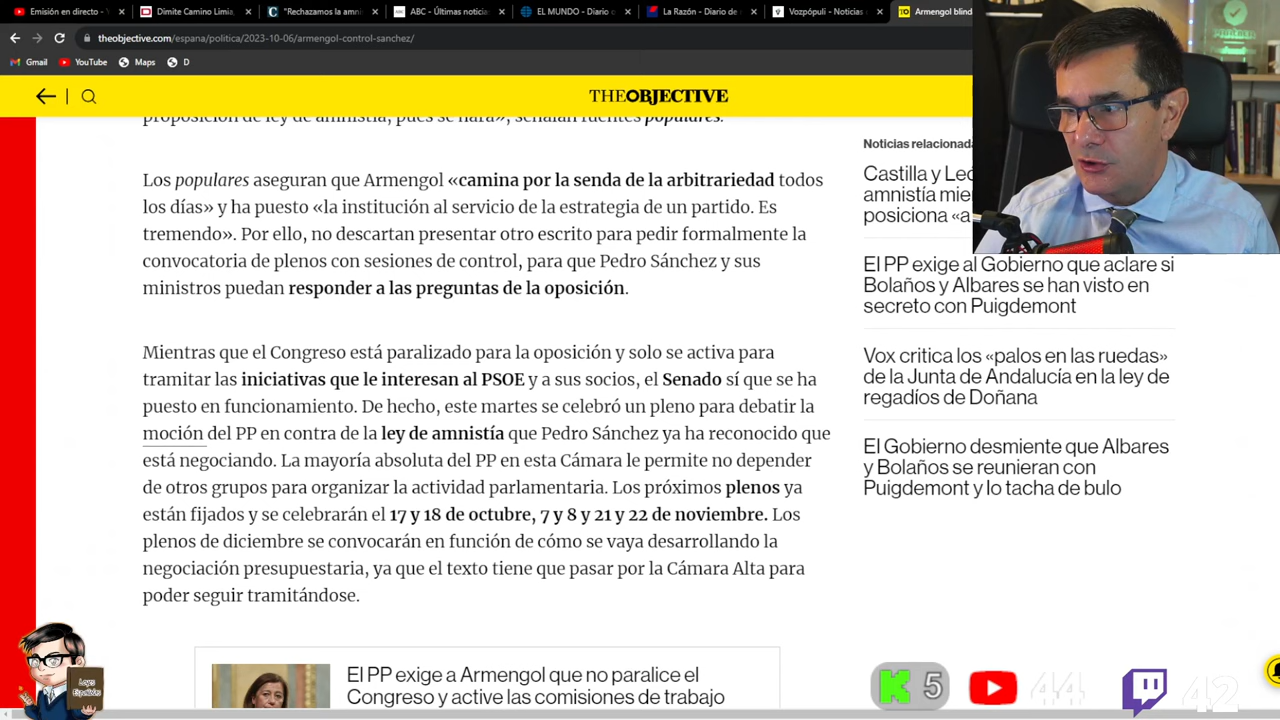 Emisión en directo -
Dimite Camino Limia,
"Rechazamos la amni
ABC - Últimas notici
EL MUNDO - Diario o
La Razón - Diario de
Vozpópuli - Noticias
Armengol blind
theobjective.com/espana/politica/2023-10-06/armengol-control-sanchez/
Gmail
YouTube
Maps
D
THEOBJECTIVE
proposición de ley de amnistía, pues se hará», señalan fuentes populares.
Los populares aseguran que Armengol «camina por la senda de la arbitrariedad todos
los días» y ha puesto «la institución al servicio de la estrategia de un partido. Es
tremendo». Por ello, no descartan presentar otro escrito para pedir formalmente la
convocatoria de plenos con sesiones de control, para que Pedro Sánchez y sus
ministros puedan responder a las preguntas de la oposición.
Mientras que el Congreso está paralizado para la oposición y solo se activa para
tramitar las iniciativas que le interesan al PSOE y a sus socios, el Senado sí que se ha
puesto en funcionamiento. De hecho, este martes se celebró un pleno para debatir la
moción del PP en contra de la ley de amnistía que Pedro Sánchez ya ha reconocido que
está negociando. La mayoría absoluta del PP en esta Cámara le permite no depender
de otros grupos para organizar la actividad parlamentaria. Los próximos plenos ya
están fijados y se celebrarán el 17 y 18 de octubre, 7 y 8 y 21 y 22 de noviembre. Los
plenos de diciembre se convocarán en función de cómo se vaya desarrollando la
negociación presupuestaria, ya que el texto tiene que pasar por la Cámara Alta para
poder seguir tramitándose.
El PP exige a Armengol que no paralice el
Congreso y active las comisiones de trabajo
Noticias relacionada
Castilla y Leó
amnistía mie
posiciona «a
El PP exige al Gobierno que aclare si
Bolaños y Albares se han visto en
secreto con Puigdemont
Vox critica los «palos en las ruedas»
de la Junta de Andalucía en la ley de
regadíos de Doñana
El Gobierno desmiente que Albares
y Bolaños se reunieran con
Puigdemont y lo tacha de bulo
Leyes
Españolas
K 5
44
42